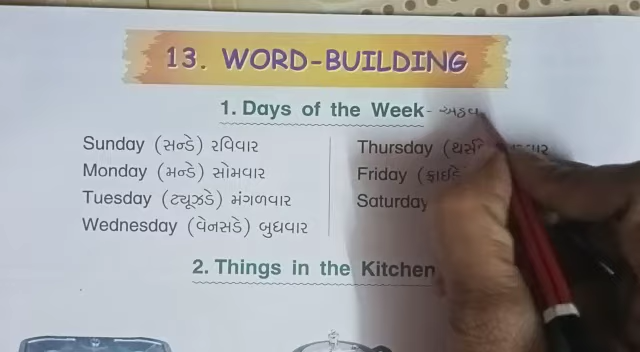 13. WORD-BUILDING
1. Days of the Week - અઠવ
Sunday (સન્ડે) રવિવાર
Monday (મન્ડે) સોમવાર
Tuesday (ટ્યૂઝડે) મંગળવાર
Wednesday (વેનસડે) બુધવાર
Thursday
Friday
Saturday
2. Things in the Kitchen